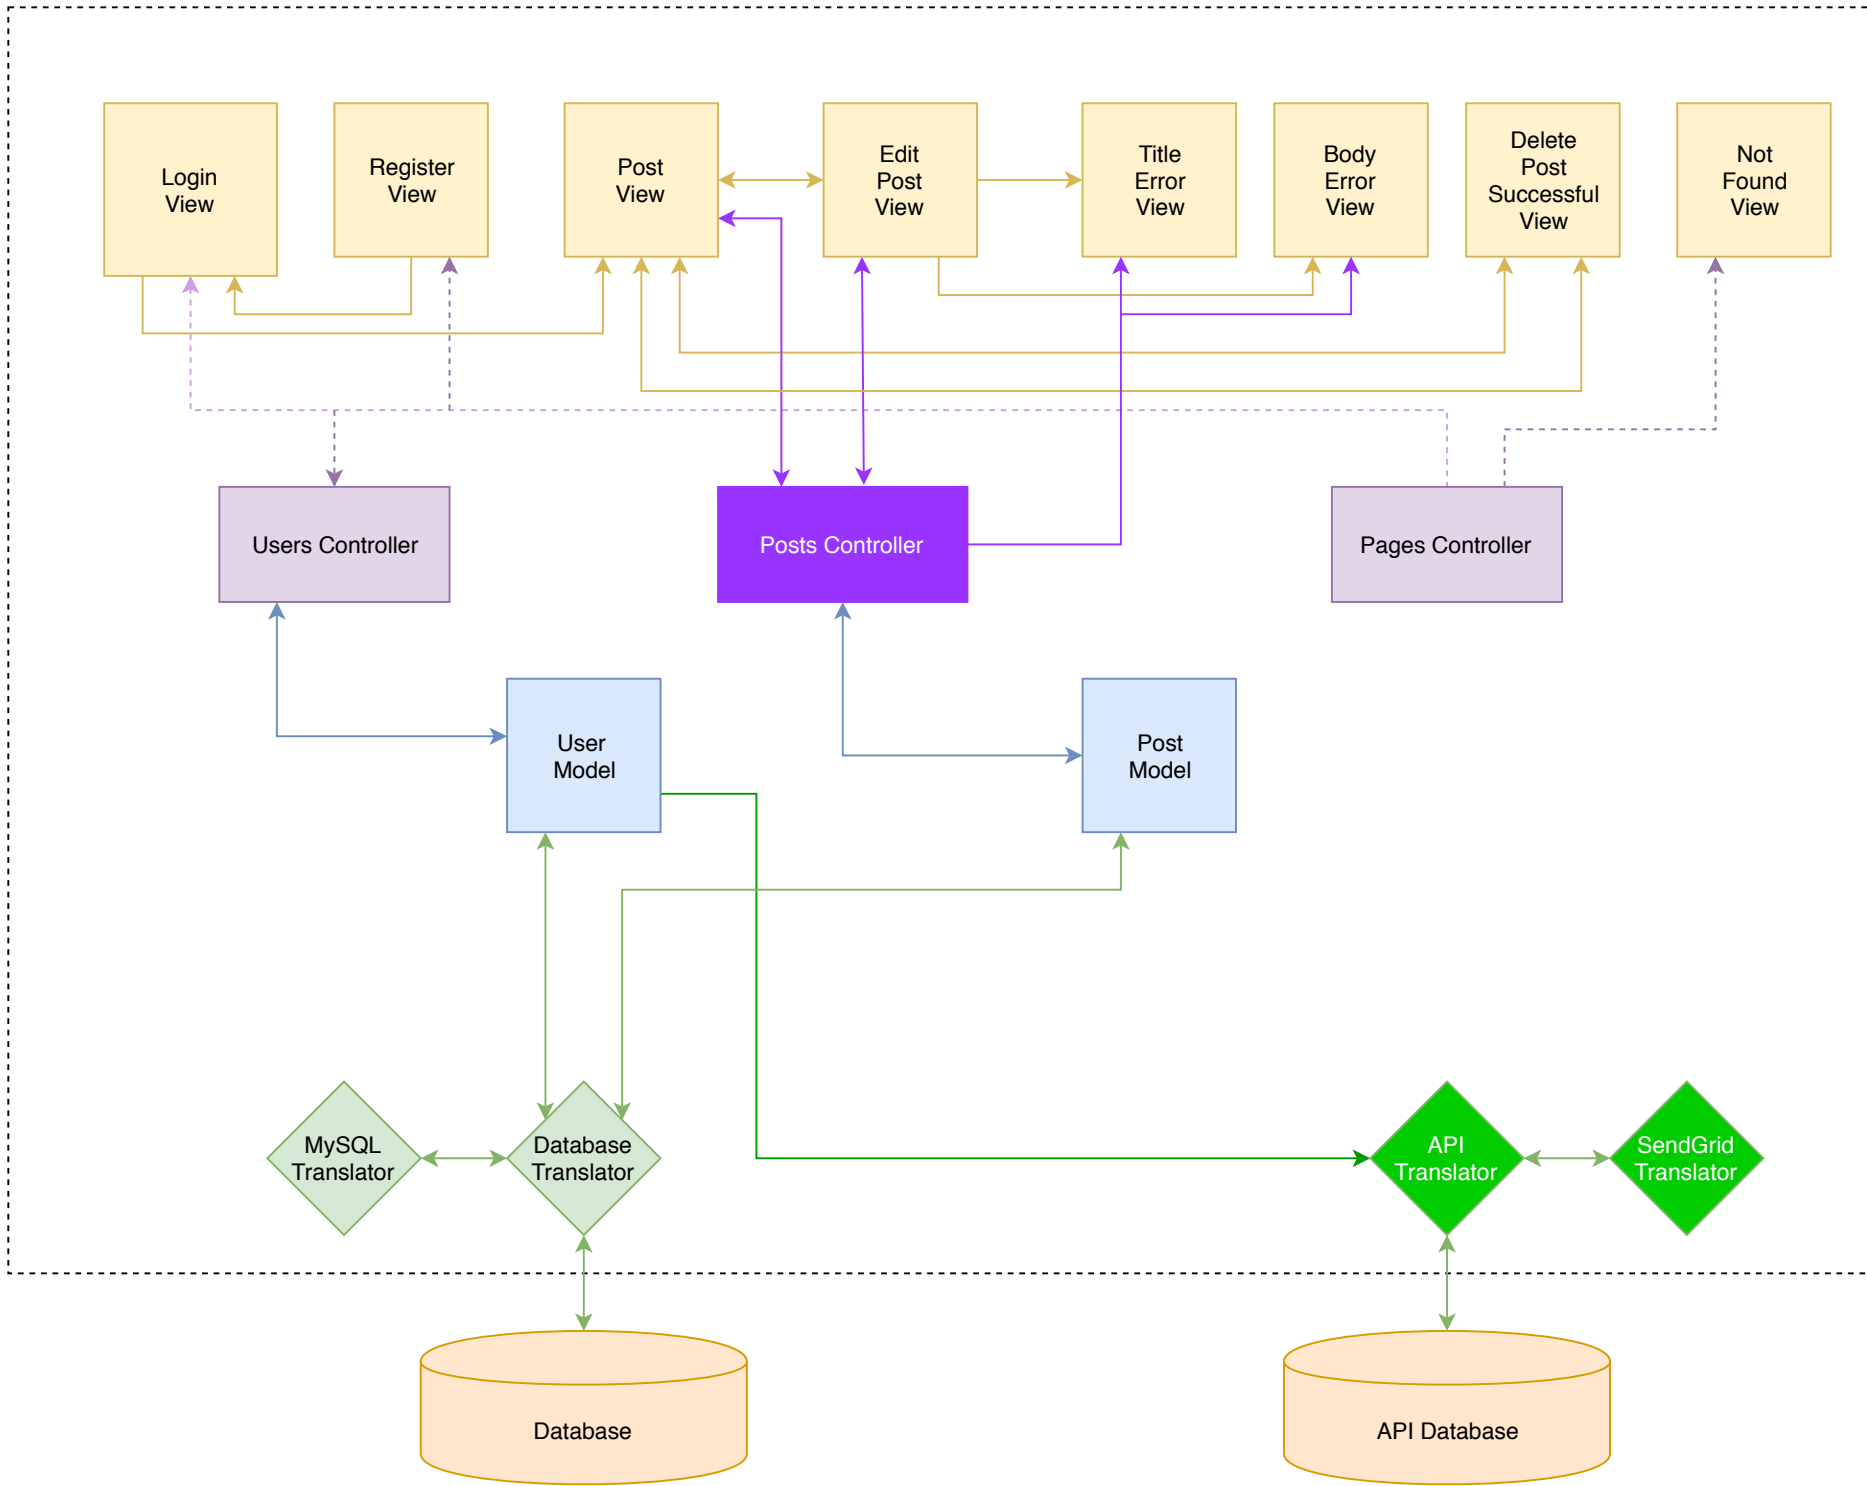 Login
View
Register
View
Post
View
Edit
Post
View
Title
Error
View
Body
Error
View
Delete
Post
Successful
View
Not
Found
View
Users Controller
Posts Controller
Pages Controller
User
Model
Post
Model
MySQL
Translator
Database
Translator
API
Translator
SendGrid
Translator
Database
API Database